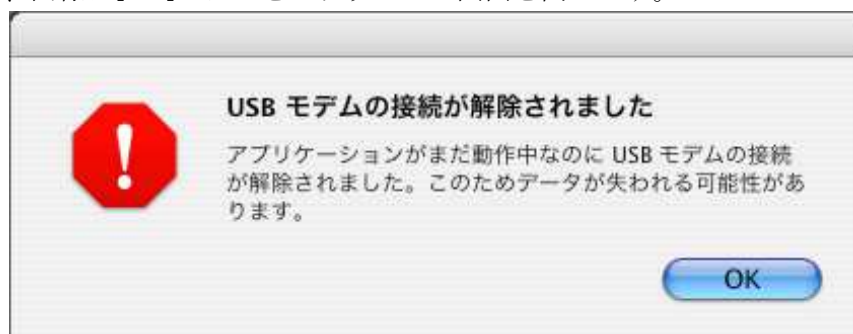 USB モデムの接続が解除されました
アプリケーションがまだ動作中なのに USB モデムの接続
が解除されました。このためデータが失われる可能性があ
ります。
OK